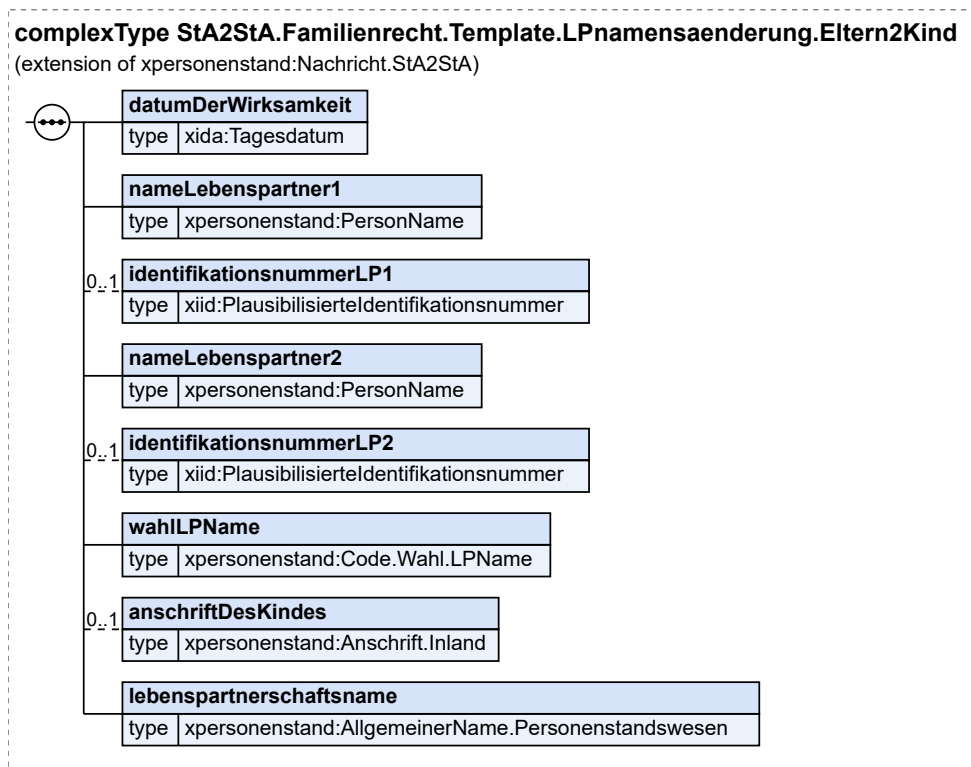 complexType StA2StA.Familienrecht.Template.LPnamensaenderung.Eltern2Kind
(extension of xpersonenstand:Nachricht.StA2StA)
datumDerWirksamkeit
type xida:Tagesdatum
nameLebenspartner1
type xpersonenstand:PersonName
0..1 identifikationsnummerLP1
type xiid:PlausibilisierteIdentifikationsnummer
nameLebenspartner2
type xpersonenstand:PersonName
0..1 identifikationsnummerLP2
type xiid:PlausibilisierteIdentifikationsnummer
wahlLPName
type xpersonenstand:Code.Wahl.LPName
0..1 anschriftDesKindes
type xpersonenstand:Anschrift.Inland
lebenspartnerschaftsname
type xpersonenstand:AllgemeinerName.Personenstandswesen